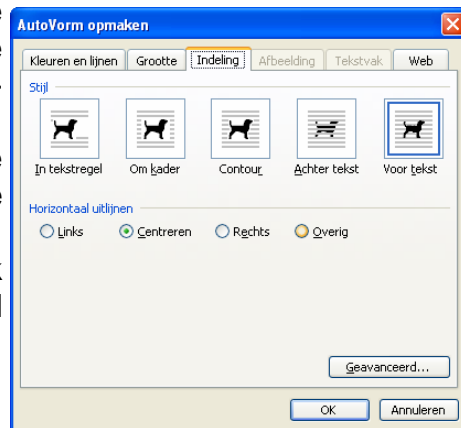 AutoVorm opmaken
Kleuren en lijnen Grootte Indeling Afbeelding Tekstvak Web
Stijl
In tekstregel Om kader Contour Achter tekst Voor tekst
Horizontaal uitlijnen
Links Centreren Rechts Overig
Geavanceerd...
OK Annuleren